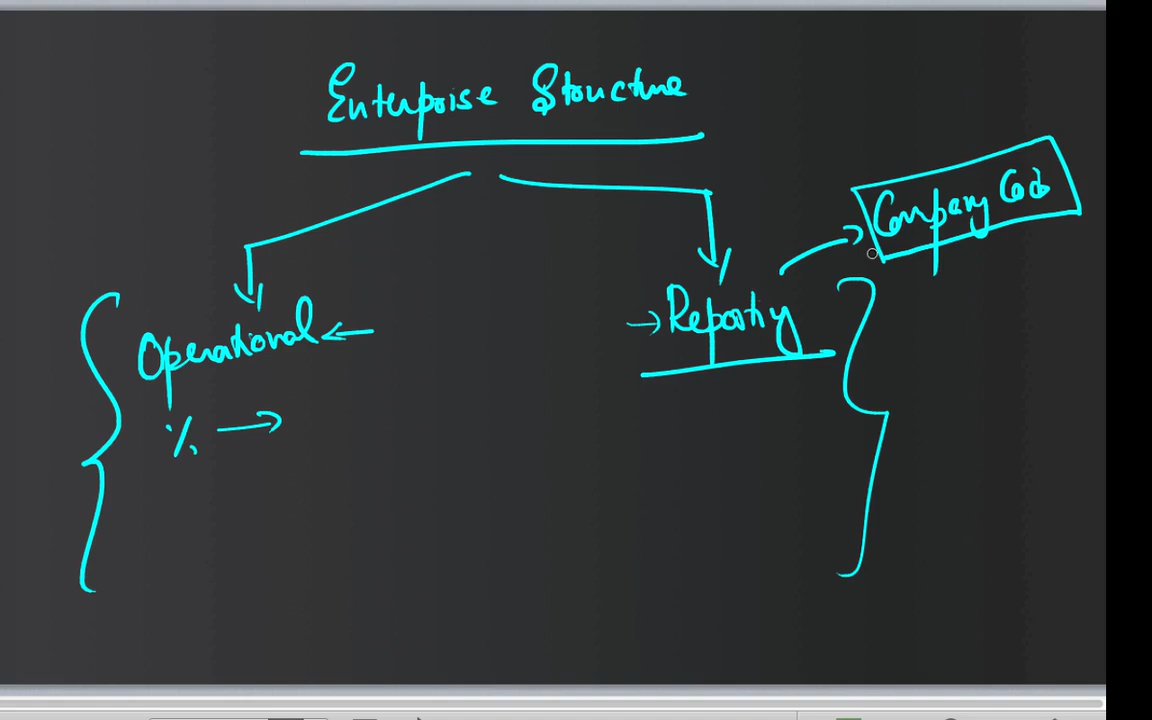 Enterprise Structure
Company Code
Operational
Reporting
%